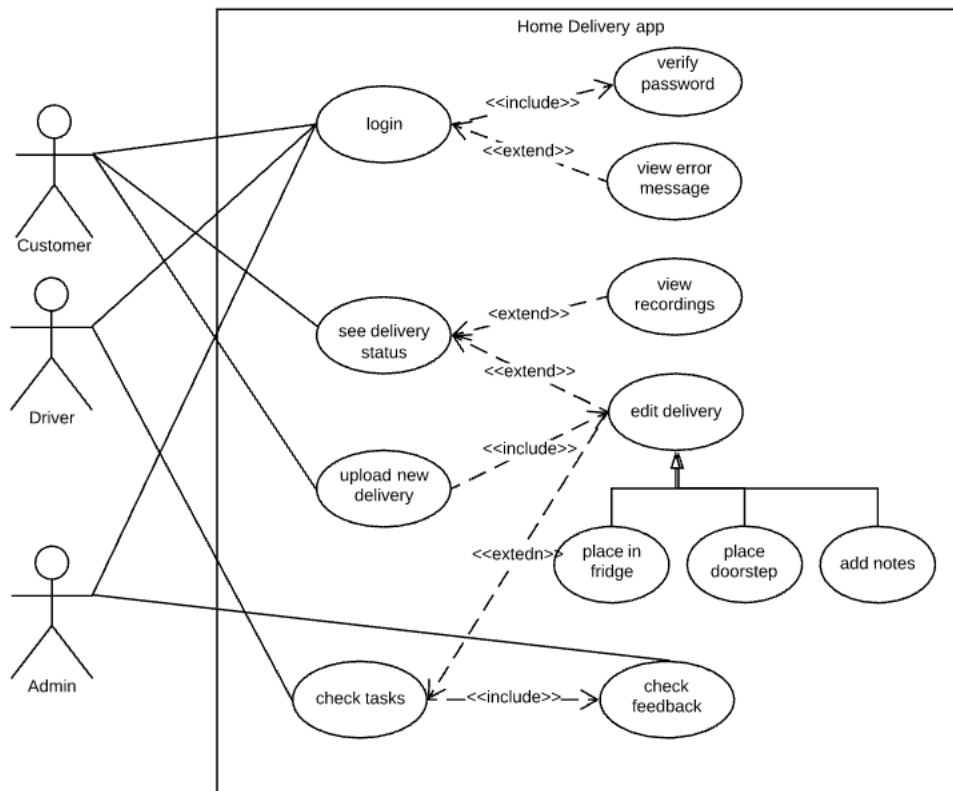 Home Delivery app
verify
password
<<include>>
login
<<extend>>
view error
message
Customer
view
recordings
<extend>>
see delivery
status
<<extend>>
Driver
edit delivery
<<include>>
upload new
delivery
<<extedn>>
place in
fridge
place
doorstep
add notes
Admin
check tasks
<<include>>
check
feedback